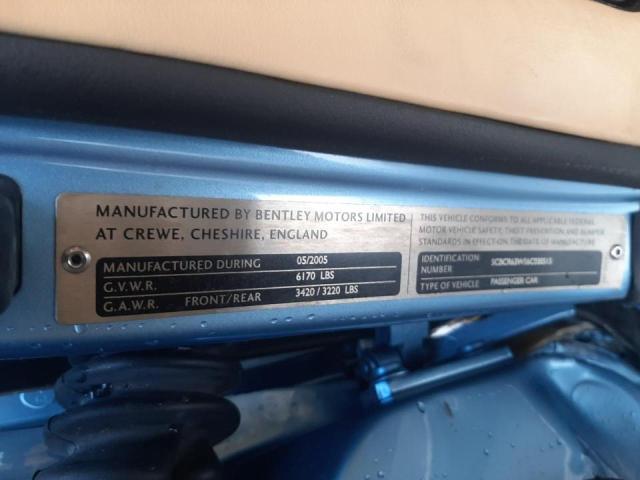 MANUFACTURED BY BENTLEY MOTORS LIMITED
AT CREWE, CHESHIRE, ENGLAND
MANUFACTURED DURING 05/2005
G.V.W.R. 6170 LBS
G.A.W.R. FRONT/REAR 3420 / 3220 LBS
THIS VEHICLE CONFORMS TO ALL APPLICABLE FEDERAL
MOTOR VEHICLE SAFETY, THEFT PREVENTION AND BUMPER
STANDARDS IN EFFECT ON THE DATE OF MANUFACTURE
IDENTIFICATION
NUMBER
TYPE OF VEHICLE PASSENGER CAR